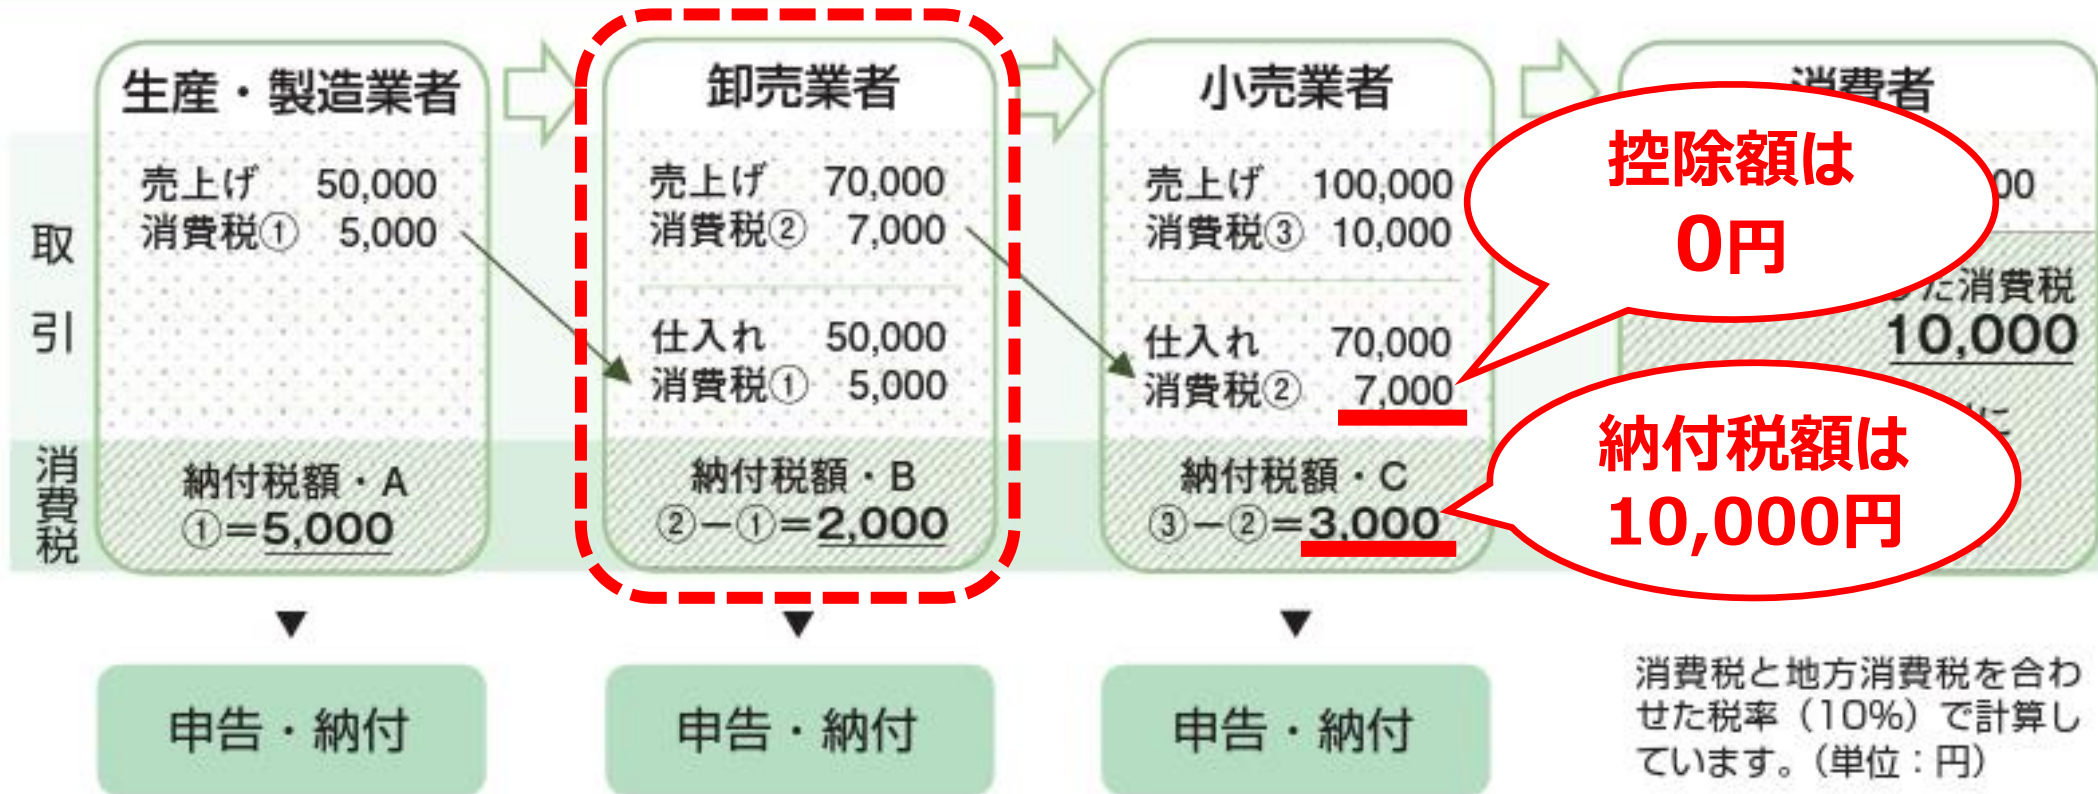 生産・製造業者
卸売業者
小売業者
消費者
取引
売上げ 50,000
消費税① 5,000
売上げ 70,000
消費税② 7,000
仕入れ 50,000
消費税① 5,000
売上げ 100,000
消費税③ 10,000
仕入れ 70,000
消費税② 7,000
控除額は
0円
00
た消費税
10,000
消費税
納付税額・A
①=5,000
納付税額・B
②-①=2,000
納付税額・C
③-②=3,000
納付税額は
10,000円
▼
▼
▼
申告・納付
申告・納付
申告・納付
消費税と地方消費税を合わ
せた税率(10%)で計算し
ています。(単位:円)